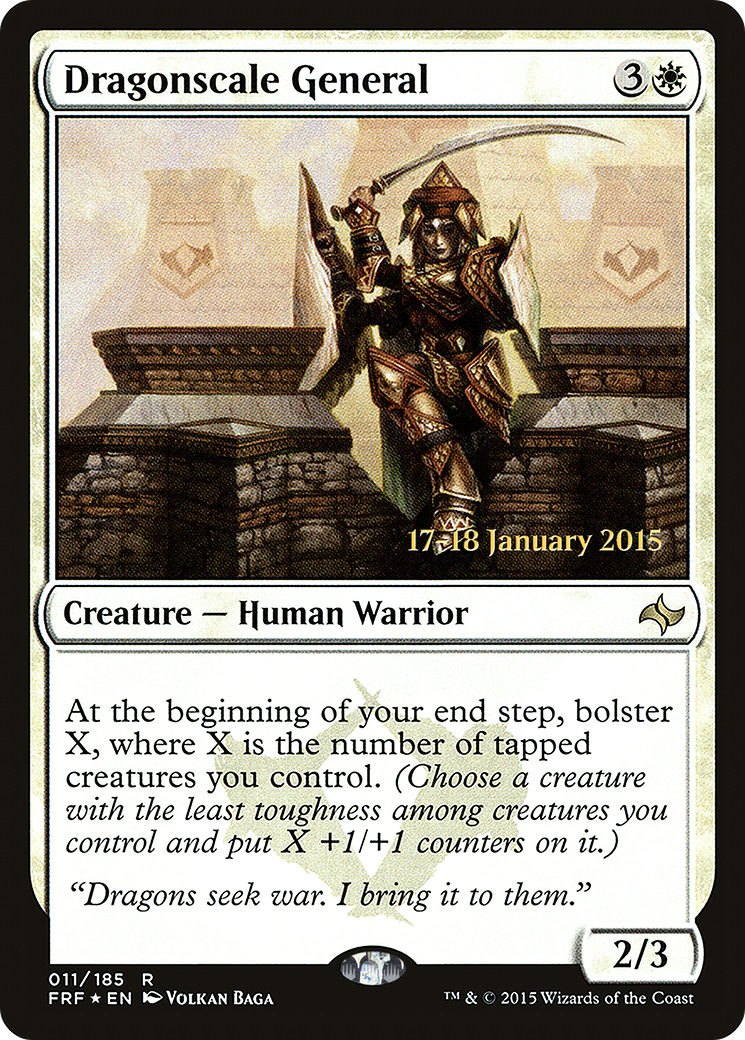 Dragonscale General 3
17-18 January 2015
Creature — Human Warrior
At the beginning of your end step, bolster
X, where X is the number of tapped
creatures you control. (Choose a creature
with the least toughness among creatures you
control and put X +1/+1 counters on it.)
“Dragons seek war. I bring it to them.”
2/3
011/185 R
FRF ★ EN Volkan Baga
™ & © 2015 Wizards of the Coast